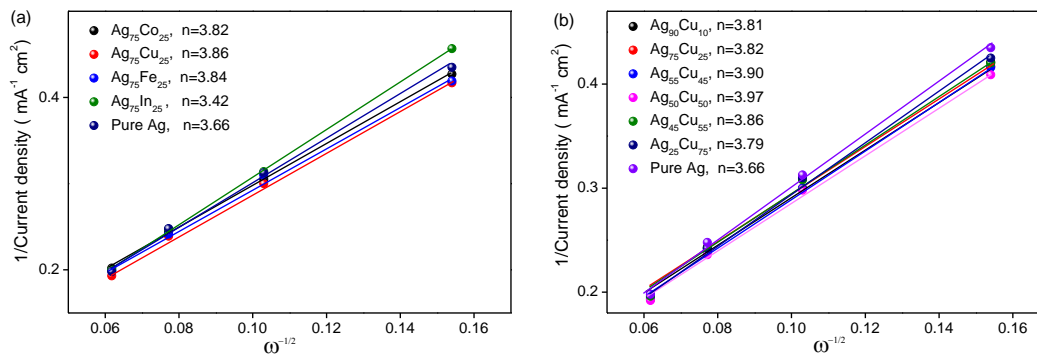 (a)
Ag75Co25, n=3.82
Ag75Cu25, n=3.86
Ag75Fe25, n=3.84
Ag75In25, n=3.42
Pure Ag, n=3.66
1/Current density ( mA-1 cm2)
0.4
0.2
0.06 0.08 0.10 0.12 0.14 0.16
ω-1/2
(b)
Ag90Cu10, n=3.81
Ag75Cu25, n=3.82
Ag55Cu45, n=3.90
Ag50Cu50, n=3.97
Ag45Cu55, n=3.86
Ag25Cu75, n=3.79
Pure Ag, n=3.66
1/Current density ( mA-1 cm2)
0.4
0.3
0.2
0.06 0.08 0.10 0.12 0.14 0.16
ω-1/2